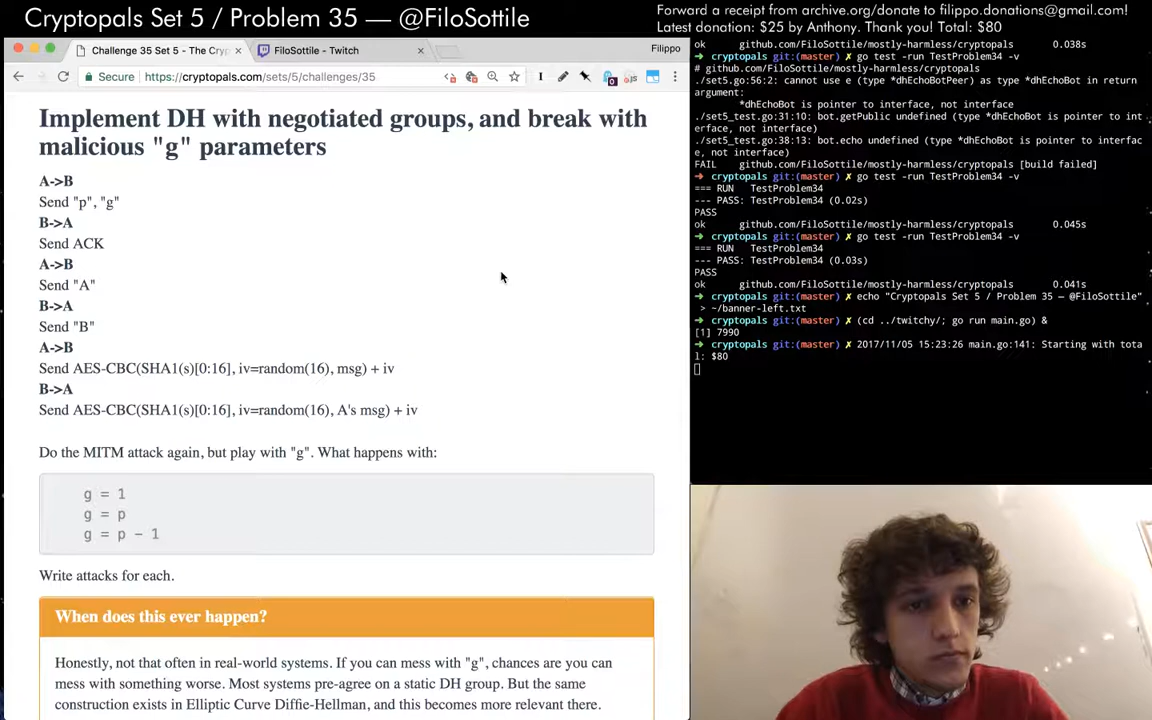 Cryptopals Set 5 / Problem 35 — @FiloSottile
Forward a receipt from archive.org/donate to filippo.donations@gmail.com!
Latest donation: $25 by Anthony. Thank you! Total: $80
Challenge 35 Set 5 - The Cryp
FiloSottile - Twitch
Filippo
Secure
https://cryptopals.com/sets/5/challenges/35
Implement DH with negotiated groups, and break with
malicious "g" parameters
A->B
Send "p", "g"
B->A
Send ACK
A->B
Send "A"
B->A
Send "B"
A->B
Send AES-CBC(SHA1(s)[0:16], iv=random(16), msg) + iv
B->A
Send AES-CBC(SHA1(s)[0:16], iv=random(16), A's msg) + iv
Do the MITM attack again, but play with "g". What happens with:
g = 1
g = p
g = p - 1
Write attacks for each.
When does this ever happen?
Honestly, not that often in real-world systems. If you can mess with "g", chances are you can
mess with something worse. Most systems pre-agree on a static DH group. But the same
construction exists in Elliptic Curve Diffie-Hellman, and this becomes more relevant there.
ok github.com/FiloSottile/mostly-harmless/cryptopals 0.038s
➜ cryptopals git:(master) ✗ go test -run TestProblem34 -v
# github.com/FiloSottile/mostly-harmless/cryptopals
./set5.go:56:2: cannot use e (type *dhEchoBotPeer) as type *dhEchoBot in return
argument:
*dhEchoBot is pointer to interface, not interface
./set5_test.go:31:10: bot.getPublic undefined (type *dhEchoBot is pointer to int
erface, not interface)
./set5_test.go:38:13: bot.echo undefined (type *dhEchoBot is pointer to interfac
e, not interface)
FAIL github.com/FiloSottile/mostly-harmless/cryptopals [build failed]
➜ cryptopals git:(master) ✗ go test -run TestProblem34 -v
=== RUN TestProblem34
--- PASS: TestProblem34 (0.02s)
PASS
ok github.com/FiloSottile/mostly-harmless/cryptopals 0.045s
➜ cryptopals git:(master) ✗ go test -run TestProblem34 -v
=== RUN TestProblem34
--- PASS: TestProblem34 (0.03s)
PASS
ok github.com/FiloSottile/mostly-harmless/cryptopals 0.041s
➜ cryptopals git:(master) ✗ echo "Cryptopals Set 5 / Problem 35 — @FiloSottile"
> ~/banner-left.txt
➜ cryptopals git:(master) ✗ (cd ../twitchy/; go run main.go) &
[1] 7990
➜ cryptopals git:(master) ✗ 2017/11/05 15:23:26 main.go:141: Starting with tota
l: $80